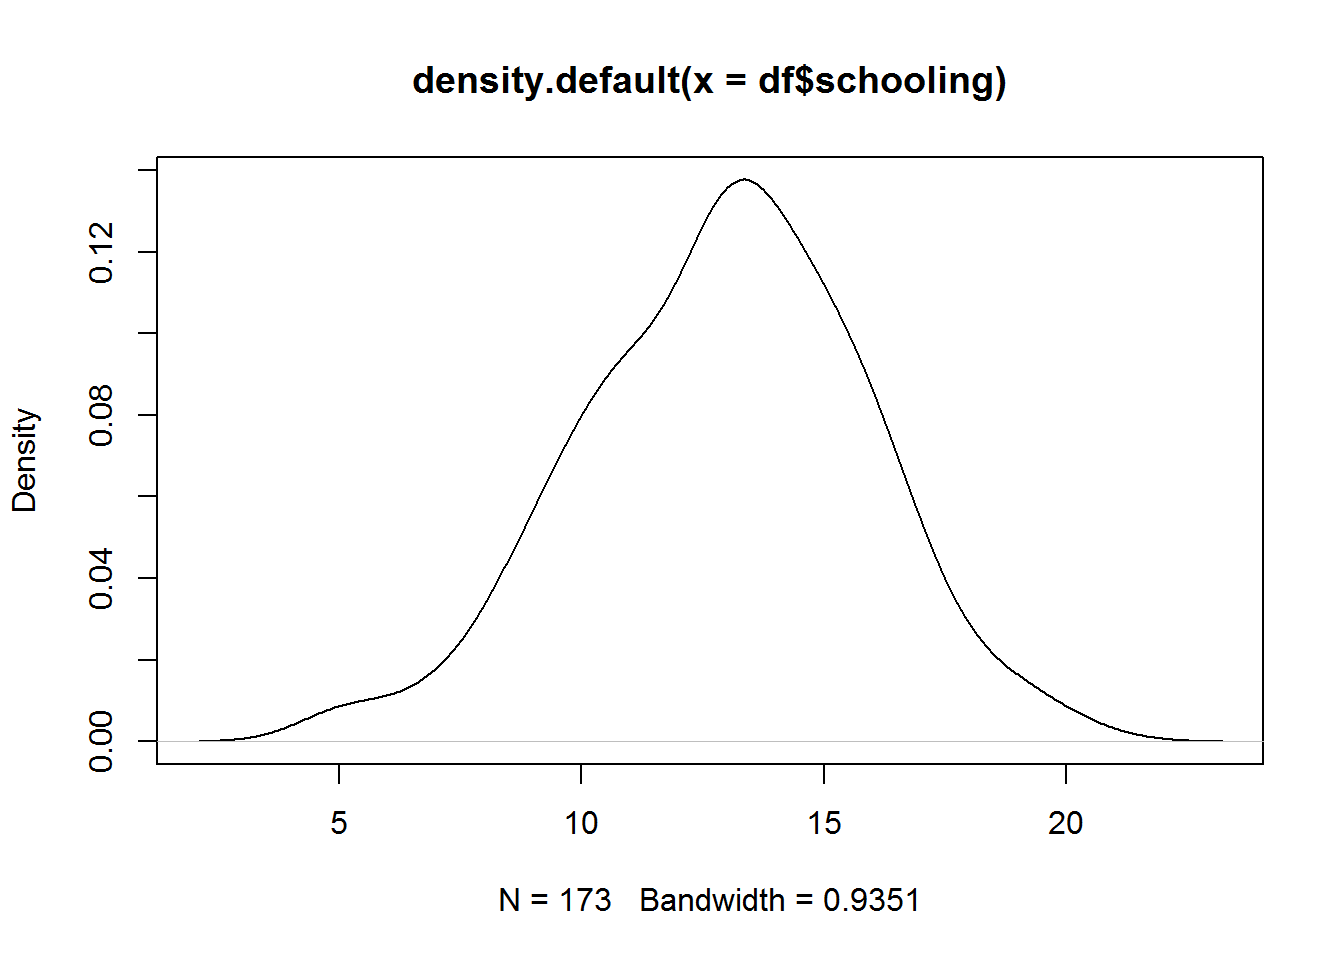 density.default(x = df$schooling)
Density
0.12
0.08
0.04
0.00
5 10 15 20
N = 173 Bandwidth = 0.9351